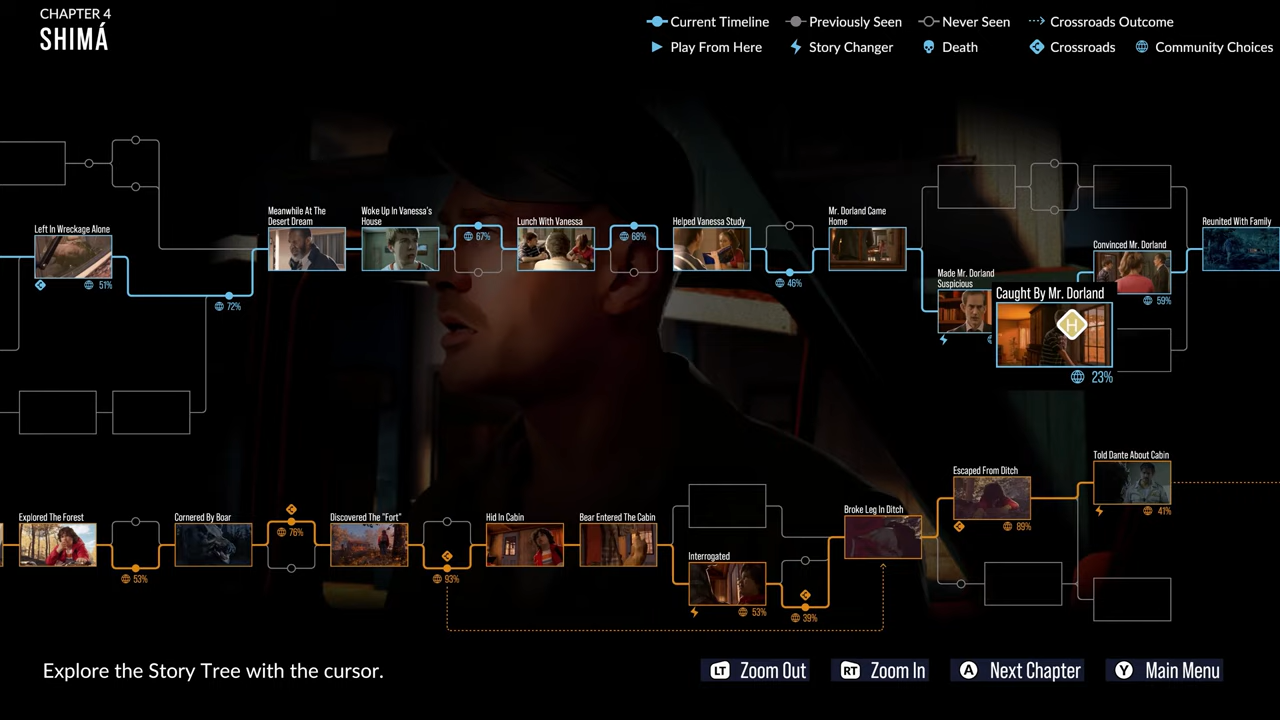 CHAPTER 4
SHIMÁ
Current Timeline
Previously Seen
Never Seen
Crossroads Outcome
Play From Here
Story Changer
Death
Crossroads
Community Choices
Left In Wreckage Alone
51%
72%
Meanwhile At The
Desert Dream
Woke Up In Vanessa's
House
67%
Lunch With Vanessa
68%
Helped Vanessa Study
46%
Mr. Dorland Came
Home
Made Mr. Dorland
Suspicious
Caught By Mr. Dorland
H
23%
Convinced Mr. Dorland
59%
Reunited With Family
Explored The Forest
53%
Cornered By Boar
76%
Discovered The "Fort"
93%
Hid In Cabin
Bear Entered The Cabin
Interrogated
53%
39%
Broke Leg In Ditch
Escaped From Ditch
89%
Told Dante About Cabin
41%
Explore the Story Tree with the cursor.
LT Zoom Out
RT Zoom In
A Next Chapter
Y Main Menu